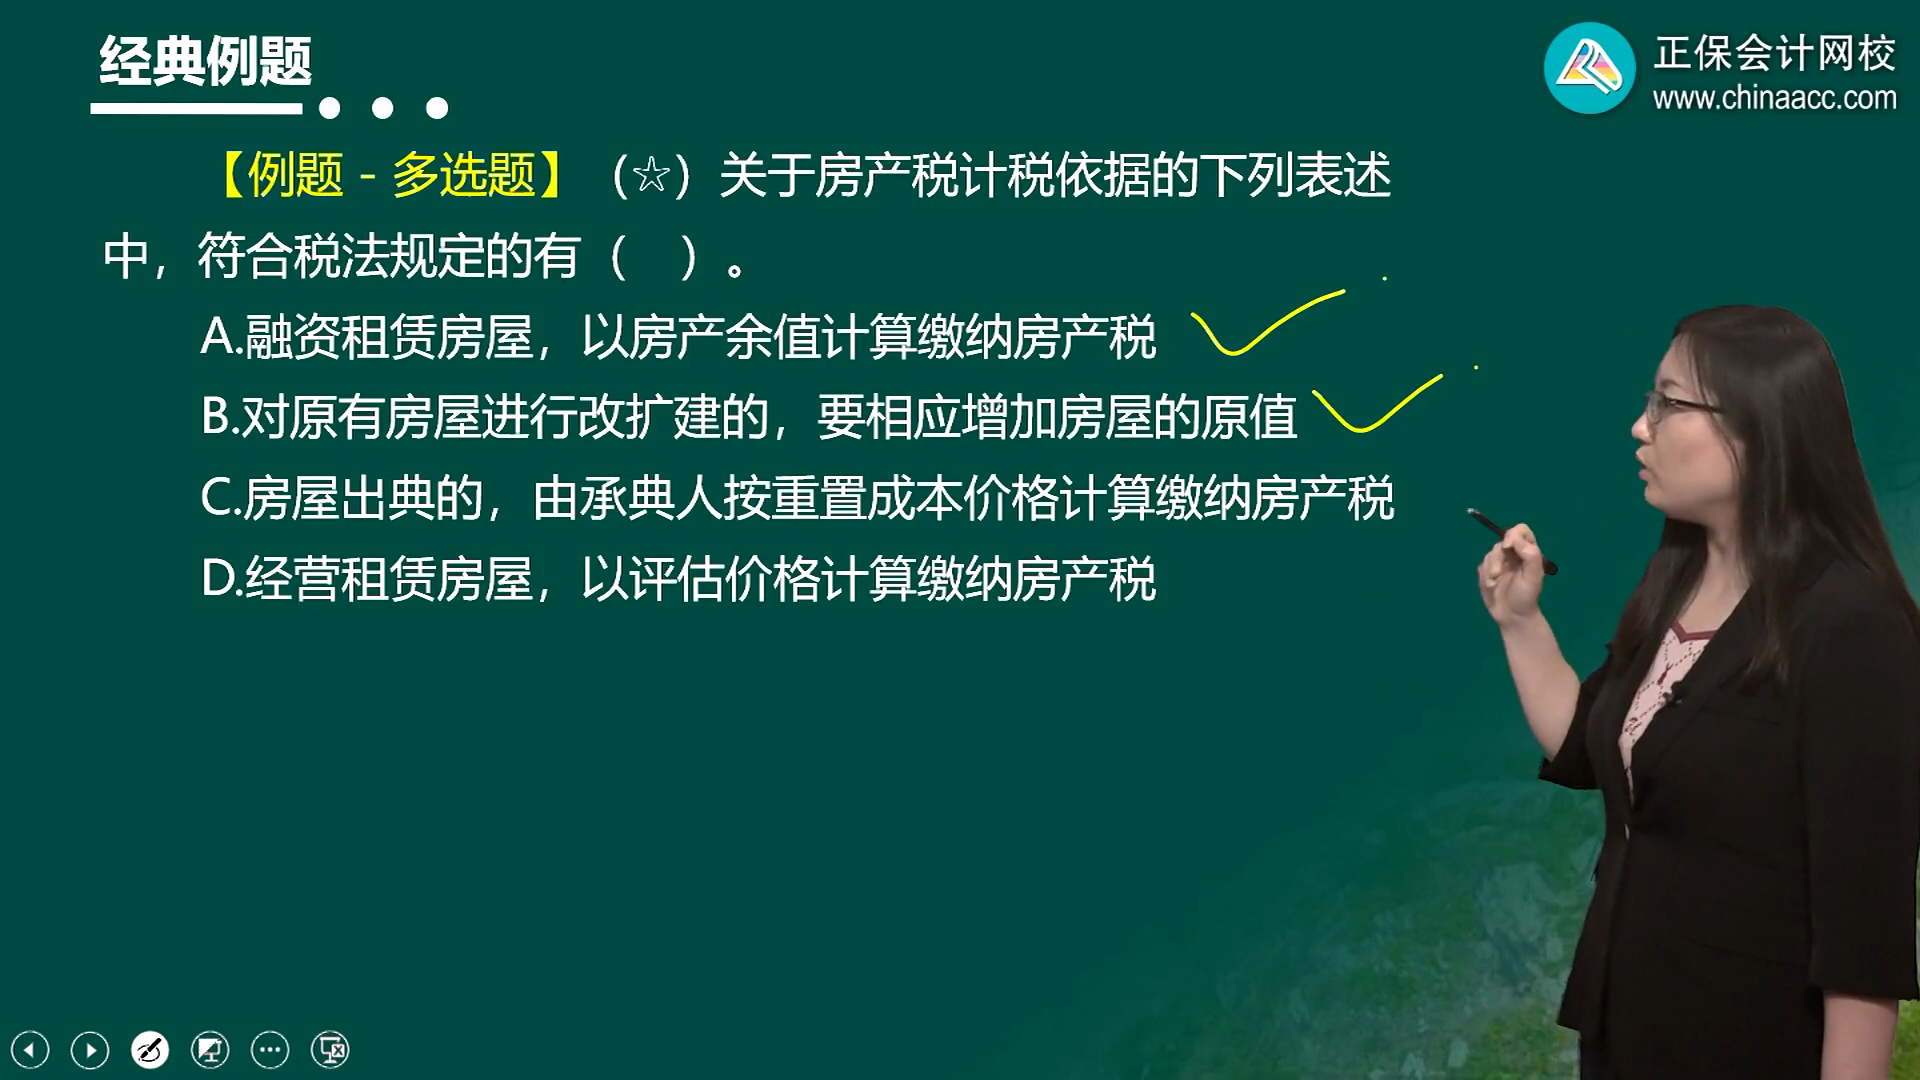 经典例题
正保会计网校
www.chinaacc.com
【例题 - 多选题】（☆）关于房产税计税依据的下列表述
中，符合税法规定的有（ ）。
A.融资租赁房屋，以房产余值计算缴纳房产税
B.对原有房屋进行改扩建的，要相应增加房屋的原值
C.房屋出典的，由承典人按重置成本价格计算缴纳房产税
D.经营租赁房屋，以评估价格计算缴纳房产税